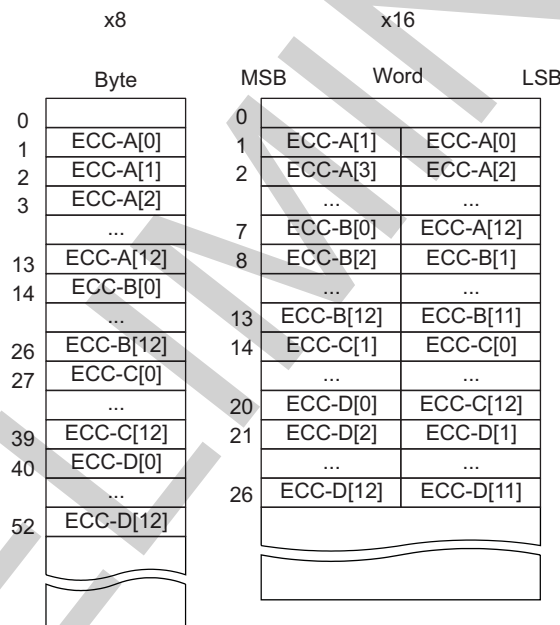 x8 x16
Byte MSB Word LSB
0 0
1 ECC-A[0] 1 ECC-A[1] ECC-A[0]
2 ECC-A[1] 2 ECC-A[3] ECC-A[2]
3 ECC-A[2] ... ...
... 7 ECC-B[0] ECC-A[12]
13 ECC-A[12] 8 ECC-B[2] ECC-B[1]
14 ECC-B[0] ... ...
... 13 ECC-B[12] ECC-B[11]
26 ECC-B[12] 14 ECC-C[1] ECC-C[0]
27 ECC-C[0] ... ...
... 20 ECC-D[0] ECC-C[12]
39 ECC-C[12] 21 ECC-D[2] ECC-D[1]
40 ECC-D[0] ... ...
... 26 ECC-D[12] ECC-D[11]
52 ECC-D[12]